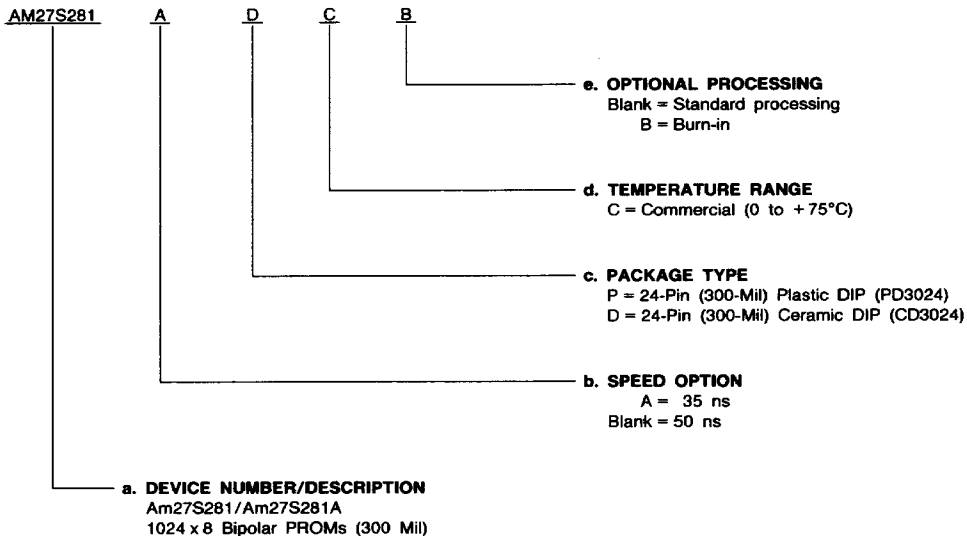 AM27S281 A D C B
e. OPTIONAL PROCESSING
Blank = Standard processing
B = Burn-in
d. TEMPERATURE RANGE
C = Commercial (0 to +75°C)
c. PACKAGE TYPE
P = 24-Pin (300-Mil) Plastic DIP (PD3024)
D = 24-Pin (300-Mil) Ceramic DIP (CD3024)
b. SPEED OPTION
A = 35 ns
Blank = 50 ns
a. DEVICE NUMBER/DESCRIPTION
Am27S281/Am27S281A
1024 x 8 Bipolar PROMs (300 Mil)